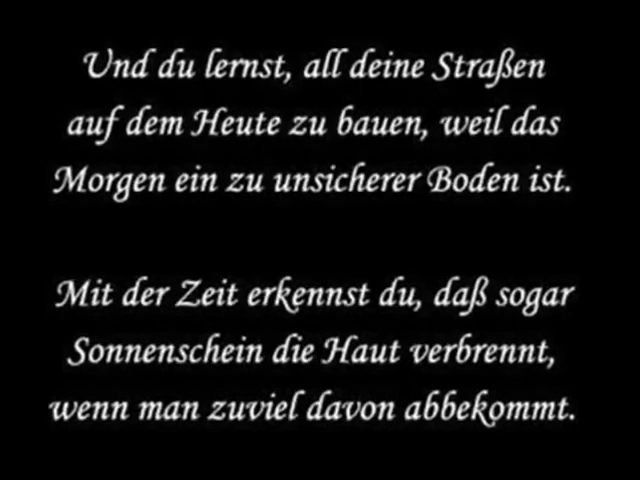 Und du lernst, all deine Straßen
auf dem Heute zu bauen, weil das
Morgen ein zu unsicherer Boden ist.
Mit der Zeit erkennst du, daß sogar
Sonnenschein die Haut verbrennt,
wenn man zuviel davon abbekommt.